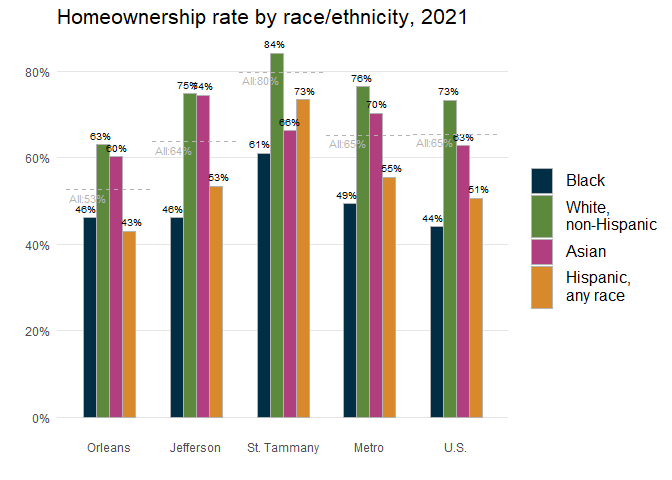 Homeownership rate by race/ethnicity, 2021
84%
80%
All:80%
75%
74%
76%
73%
73%
70%
66%
All:64%
All:65%
All:65%
63%
60%
61%
63%
60%
All:53%
53%
55%
51%
46%
46%
49%
44%
43%
40%
20%
0%
Orleans
Jefferson
St. Tammany
Metro
U.S.
Black
White,
non-Hispanic
Asian
Hispanic,
any race